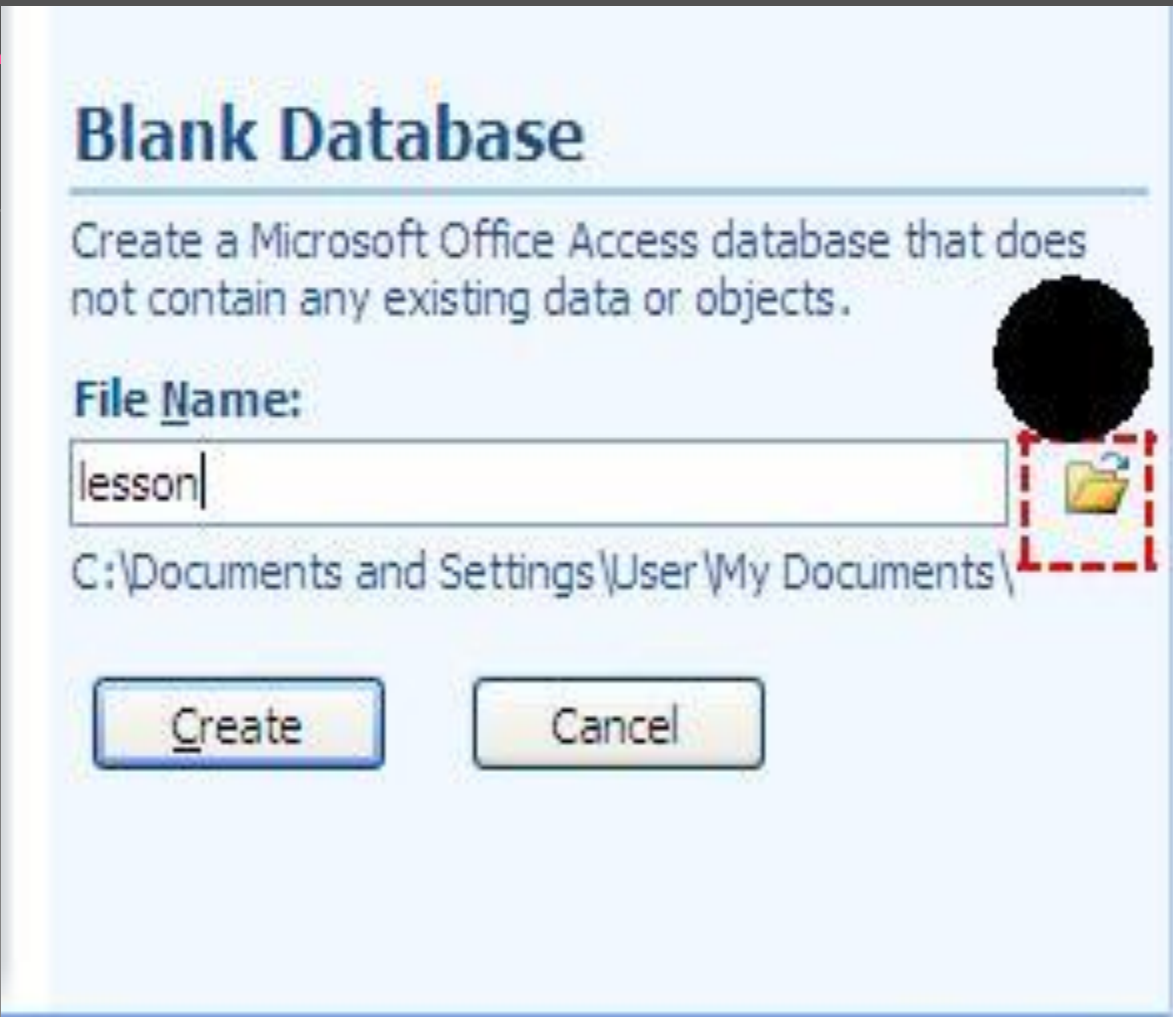 Blank Database
Create a Microsoft Office Access database that does
not contain any existing data or objects.
File Name:
lesson
C:\Documents and Settings\User\My Documents\
Create
Cancel